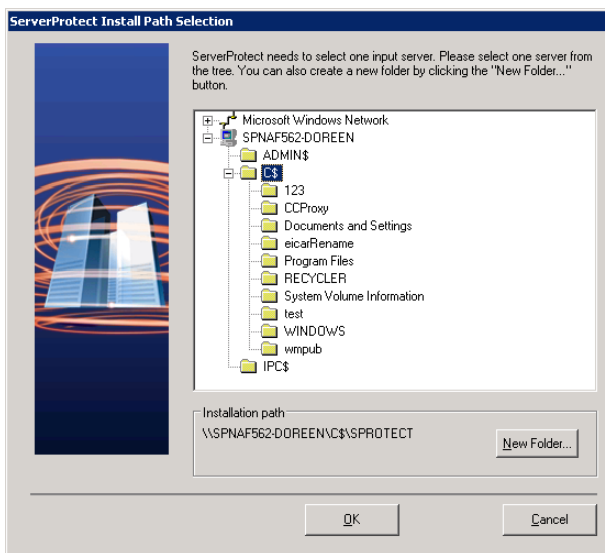 ServerProtect Install Path Selection
ServerProtect needs to select one input server. Please select one server from
the tree. You can also create a new folder by clicking the "New Folder..."
button.
Microsoft Windows Network
SPNAF562-DOREEN
ADMIN$
C$
123
CCProxy
Documents and Settings
eicarRename
Program Files
RECYCLER
System Volume Information
test
WINDOWS
wmpub
IPC$
Installation path
\\SPNAF562-DOREEN\C$\SPROTECT
New Folder...
OK
Cancel